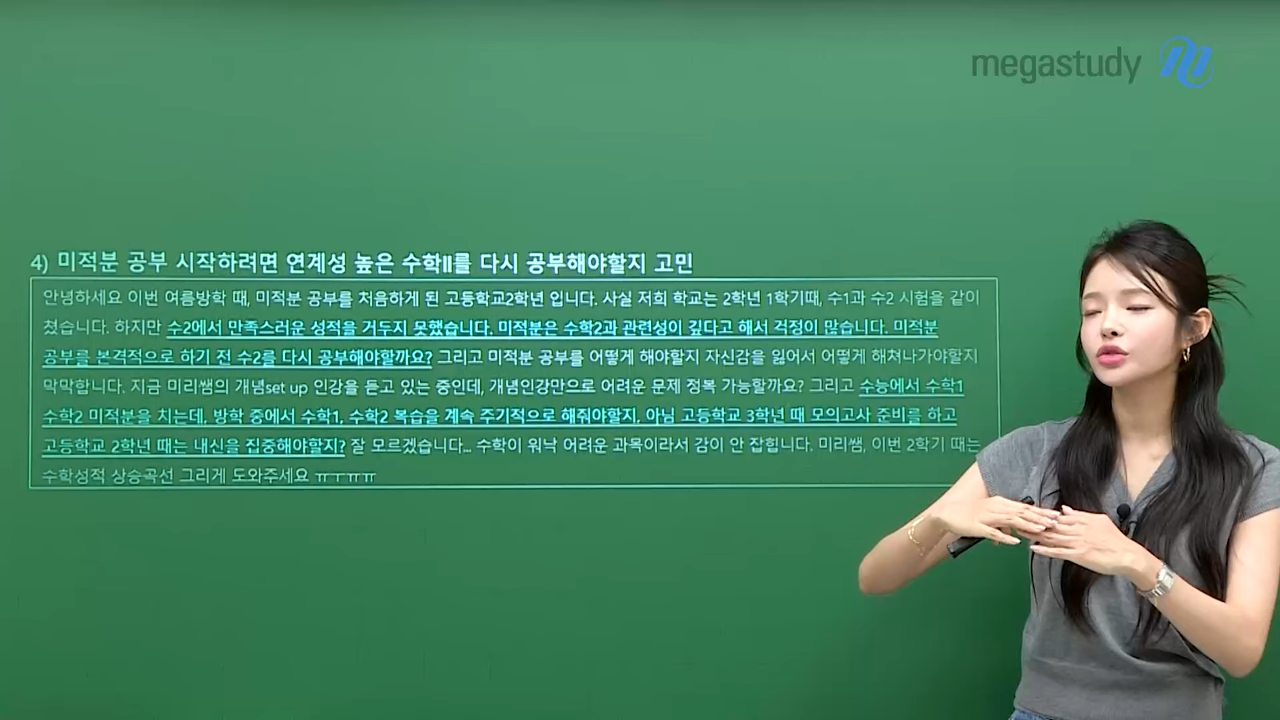 megastudy
4) 미적분 공부 시작하려면 연계성 높은 수학II를 다시 공부해야할지 고민
안녕하세요 이번 여름방학 때, 미적분 공부를 처음하게 된 고등학교2학년 입니다. 사실 저희 학교는 2학년 1학기때, 수1과 수2 시험을 같이
쳤습니다. 하지만 수2에서 만족스러운 성적을 거두지 못했습니다. 미적분은 수학2과 관련성이 깊다고 해서 걱정이 많습니다. 미적분
공부를 본격적으로 하기 전 수2를 다시 공부해야할까요? 그리고 미적분 공부를 어떻게 해야할지 자신감을 잃어서 어떻게 해쳐나가야할지
막막합니다. 지금 미리쌤의 개념set up 인강을 듣고 있는 중인데, 개념인강만으로 어려운 문제 정복 가능할까요? 그리고 수능에서 수학1
수학2 미적분을 치는데, 방학 중에서 수학1, 수학2 복습을 계속 주기적으로 해줘야할지, 아님 고등학교 3학년 때 모의고사 준비를 하고
고등학교 2학년 때는 내신을 집중해야할지? 잘 모르겠습니다... 수학이 워낙 어려운 과목이라서 감이 안 잡힙니다. 미리쌤, 이번 2학기 때는
수학성적 상승곡선 그리게 도와주세요 ㅠㅜㅠㅠ